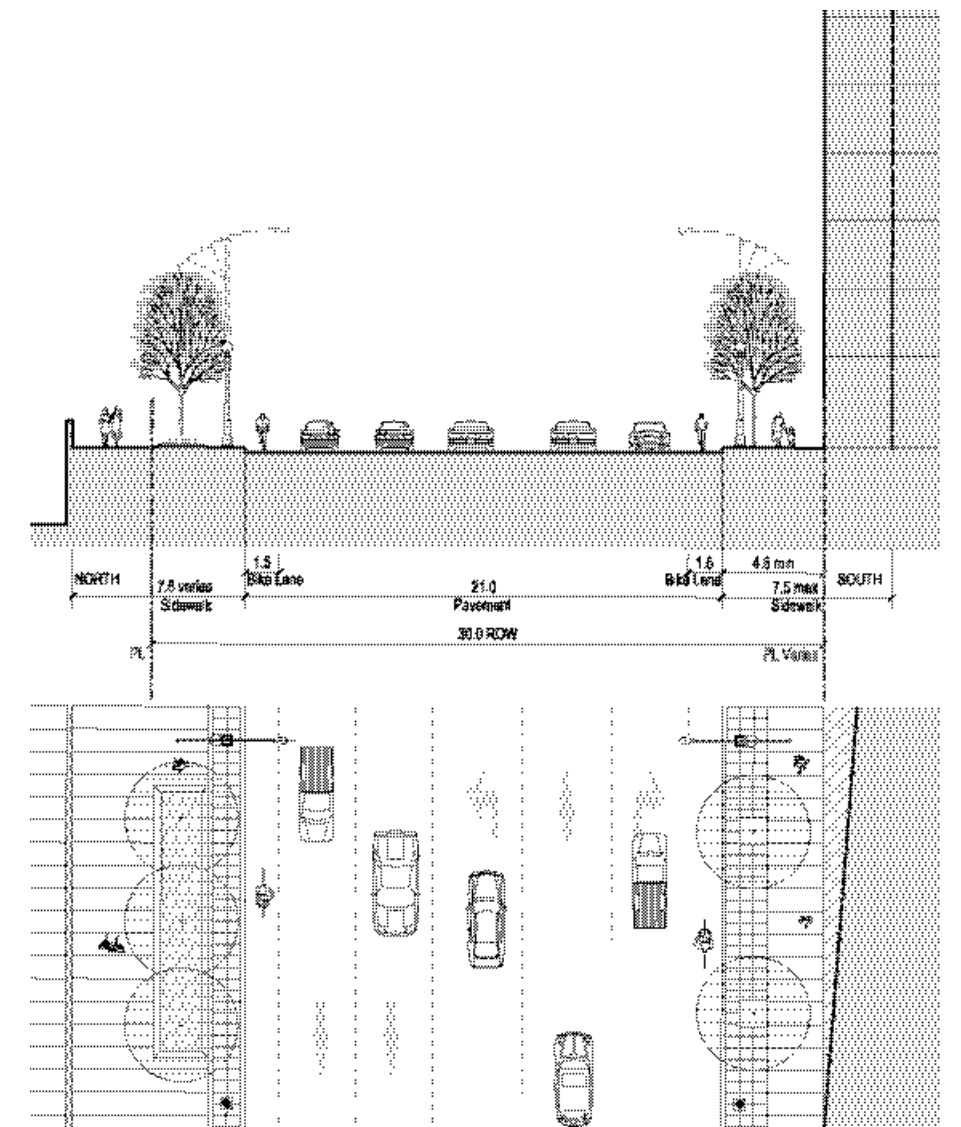 1.5
1.5
4.5 min
NORTH
Bike Lane
Bike Lane
SOUTH
7.5 varies
21.0
7.5 max
Sidewalk
Pavement
Sidewalk
30.0 ROW
PL
PL Varies